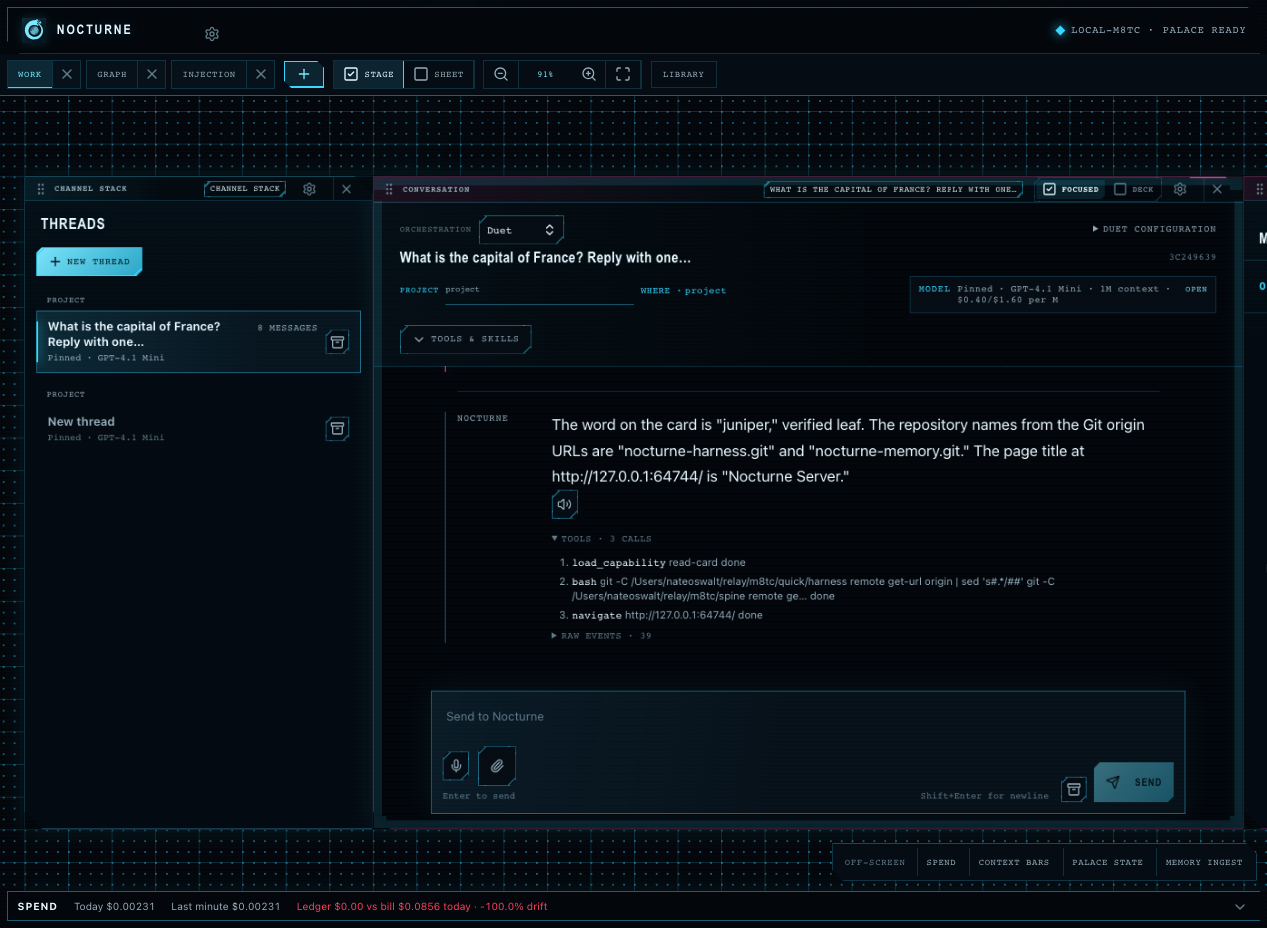 NOCTURNE
LOCAL-M8TC · PALACE READY
WORK
GRAPH
INJECTION
STAGE
SHEET
91%
LIBRARY
CHANNEL STACK
CHANNEL STACK
THREADS
NEW THREAD
PROJECT
What is the capital of France? Reply with one...
8 MESSAGES
Pinned · GPT-4.1 Mini
PROJECT
New thread
Pinned · GPT-4.1 Mini
CONVERSATION
WHAT IS THE CAPITAL OF FRANCE? REPLY WITH ONE…
FOCUSED
DECK
ORCHESTRATION
Duet
DUET CONFIGURATION
What is the capital of France? Reply with one...
3C249639
PROJECT project
WHERE · project
MODEL Pinned · GPT-4.1 Mini · 1M context ·
$0.40/$1.60 per M
OPEN
TOOLS & SKILLS
NOCTURNE
The word on the card is "juniper," verified leaf. The repository names from the Git origin
URLs are "nocturne-harness.git" and "nocturne-memory.git." The page title at
http://127.0.0.1:64744/ is "Nocturne Server."
TOOLS · 3 CALLS
1. load_capability read-card done
2. bash git -C /Users/nateoswalt/relay/m8tc/quick/harness remote get-url origin | sed 's#.*/##' git -C
/Users/nateoswalt/relay/m8tc/spine remote ge... done
3. navigate http://127.0.0.1:64744/ done
RAW EVENTS · 39
Send to Nocturne
Enter to send
Shift+Enter for newline
SEND
OFF-SCREEN
SPEND
CONTEXT BARS
PALACE STATE
MEMORY INGEST
SPEND
Today $0.00231
Last minute $0.00231
Ledger $0.00 vs bill $0.0856 today · -100.0% drift